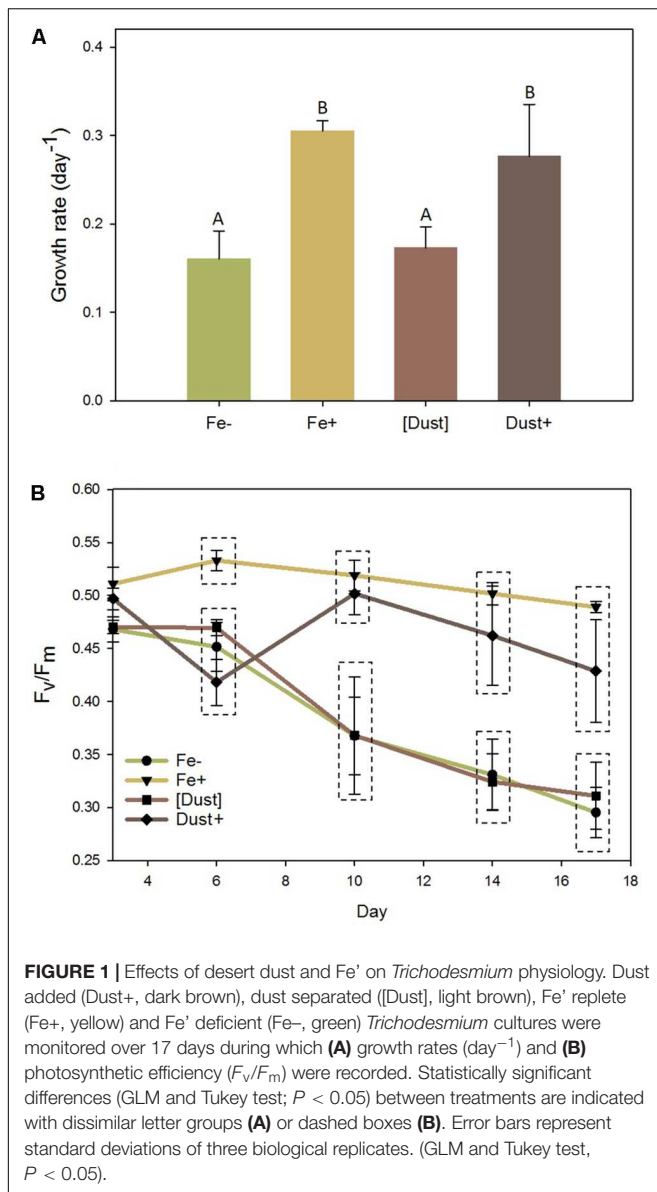 A
0.4
0.3
0.2
0.1
0.0
Growth rate (day⁻¹)
A
B
A
B
Fe-
Fe+
[Dust]
Dust+
B
0.60
0.55
0.50
0.45
0.40
0.35
0.30
0.25
Fv/Fm
Fe-
Fe+
[Dust]
Dust+
4
6
8
10
12
14
16
18
Day
FIGURE 1 | Effects of desert dust and Fe’ on Trichodesmium physiology. Dust
added (Dust+, dark brown), dust separated ([Dust], light brown), Fe’ replete
(Fe+, yellow) and Fe’ deficient (Fe–, green) Trichodesmium cultures were
monitored over 17 days during which (A) growth rates (day⁻¹) and (B)
photosynthetic efficiency (Fv/Fm) were recorded. Statistically significant
differences (GLM and Tukey test; P < 0.05) between treatments are indicated
with dissimilar letter groups (A) or dashed boxes (B). Error bars represent
standard deviations of three biological replicates. (GLM and Tukey test,
P < 0.05).